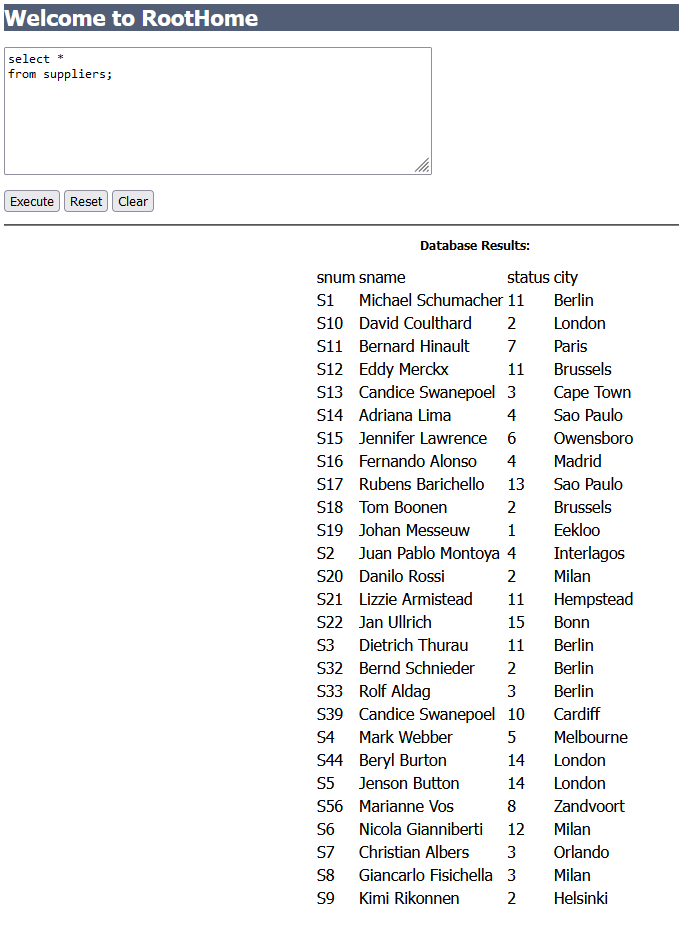 Welcome to RootHome
select *
from suppliers;
Execute Reset Clear
Database Results:
snum sname status city
S1 Michael Schumacher 11 Berlin
S10 David Coulthard 2 London
S11 Bernard Hinault 7 Paris
S12 Eddy Merckx 11 Brussels
S13 Candice Swanepoel 3 Cape Town
S14 Adriana Lima 4 Sao Paulo
S15 Jennifer Lawrence 6 Owensboro
S16 Fernando Alonso 4 Madrid
S17 Rubens Barichello 13 Sao Paulo
S18 Tom Boonen 2 Brussels
S19 Johan Messeuw 1 Eekloo
S2 Juan Pablo Montoya 4 Interlagos
S20 Danilo Rossi 2 Milan
S21 Lizzie Armistead 11 Hempstead
S22 Jan Ullrich 15 Bonn
S3 Dietrich Thurau 11 Berlin
S32 Bernd Schnieder 2 Berlin
S33 Rolf Aldag 3 Berlin
S39 Candice Swanepoel 10 Cardiff
S4 Mark Webber 5 Melbourne
S44 Beryl Burton 14 London
S5 Jenson Button 14 London
S56 Marianne Vos 8 Zandvoort
S6 Nicola Gianniberti 12 Milan
S7 Christian Albers 3 Orlando
S8 Giancarlo Fisichella 3 Milan
S9 Kimi Rikonnen 2 Helsinki